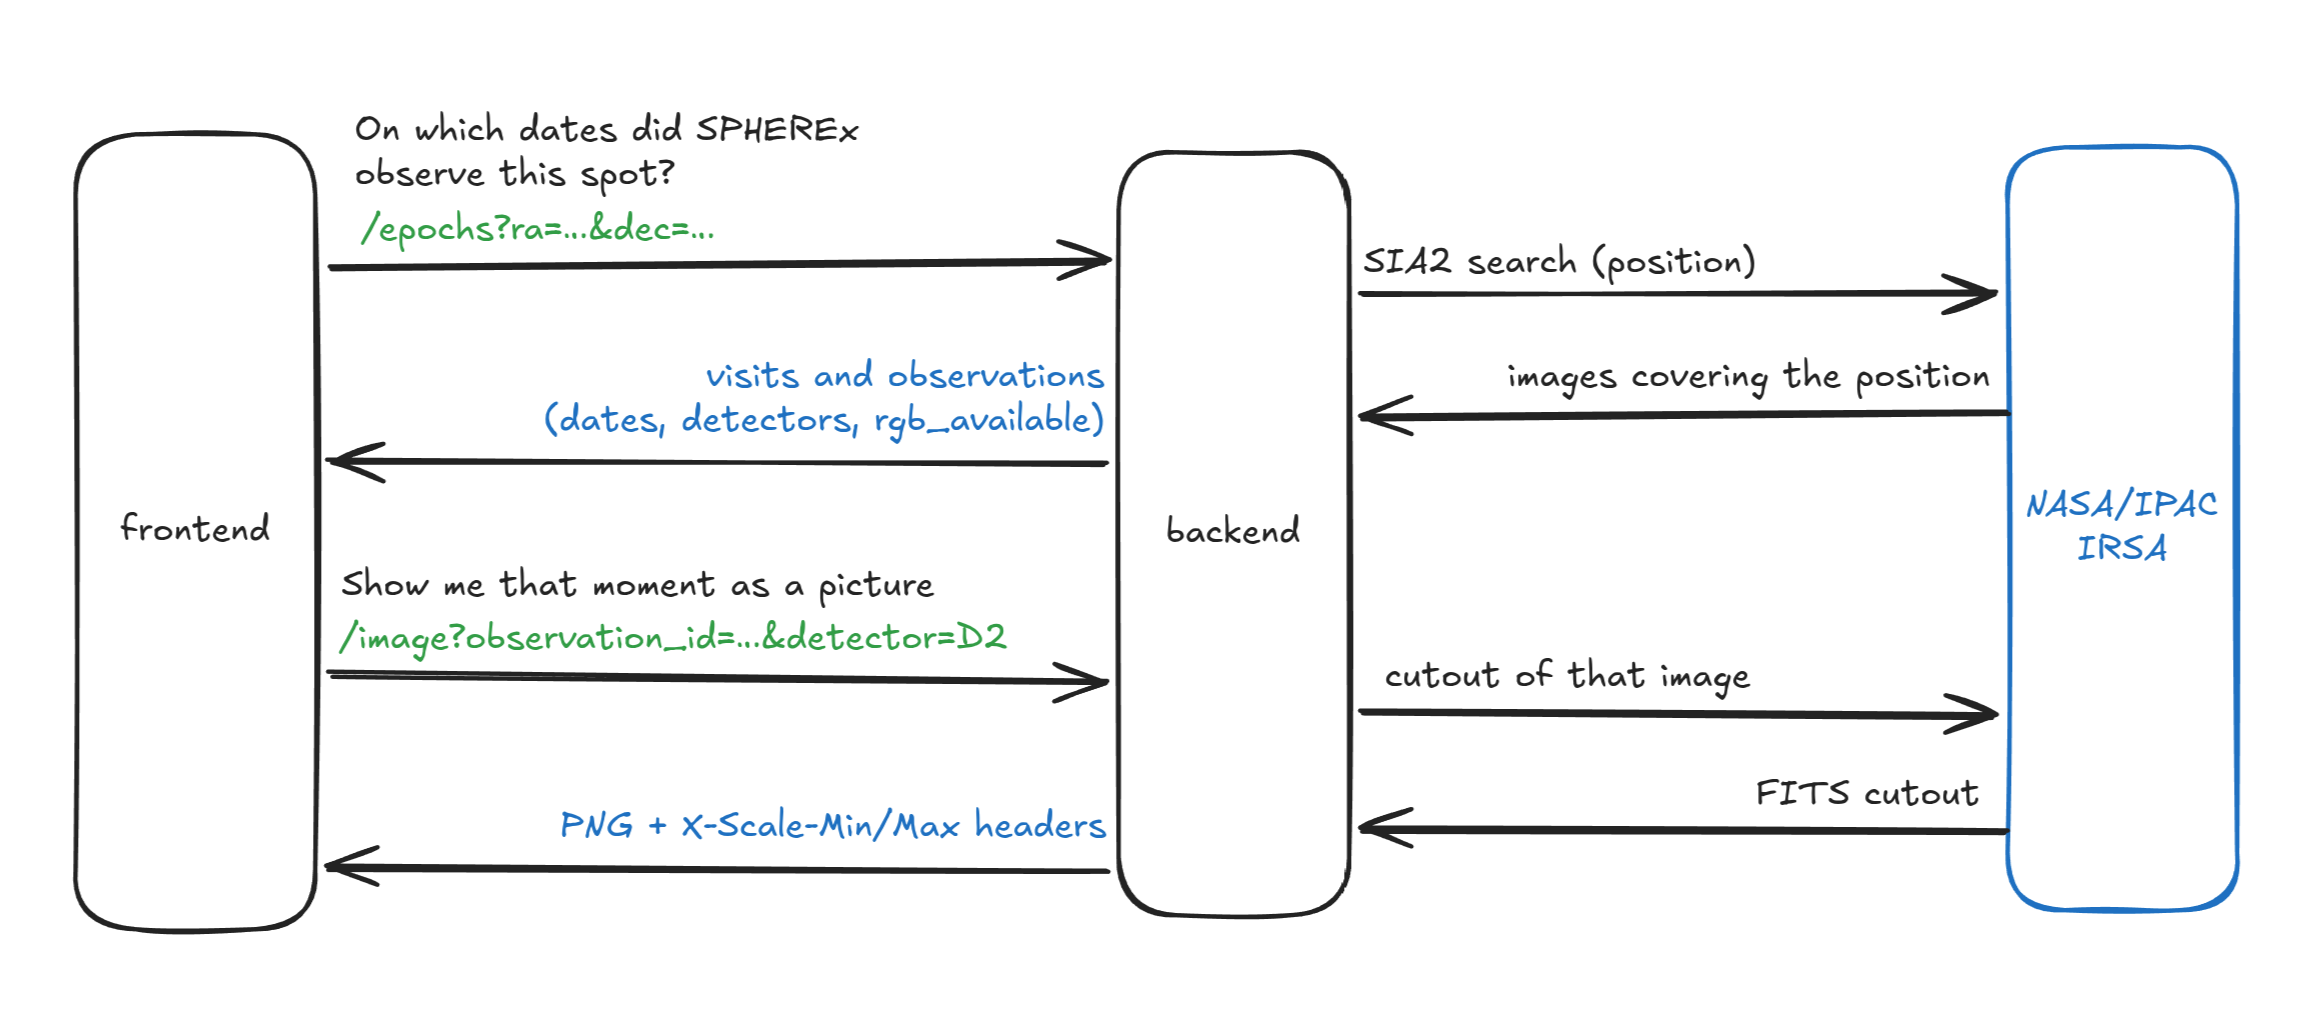 On which dates did SPHEREx
observe this spot?
/epochs?ra=...&dec=...
SIA2 search (position)
images covering the position
visits and observations
(dates, detectors, rgb_available)
frontend
backend
NASA/IPAC
IRSA
Show me that moment as a picture
/image?observation_id=...&detector=D2
cutout of that image
FITS cutout
PNG + X-Scale-Min/Max headers